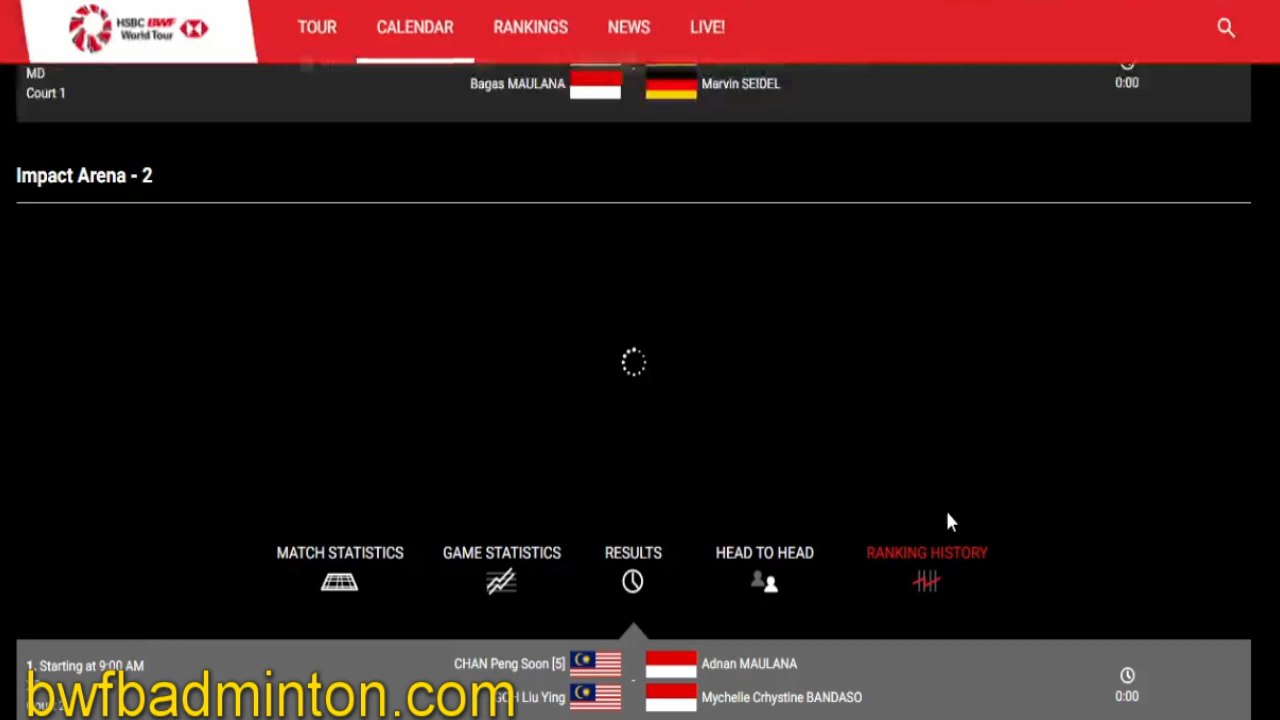 HSBC BWF
World Tour
TOUR CALENDAR RANKINGS NEWS LIVE!
MD
Court 1
Bagas MAULANA
Marvin SEIDEL
0:00
Impact Arena - 2
MATCH STATISTICS GAME STATISTICS RESULTS HEAD TO HEAD RANKING HISTORY
1. Starting at 9:00 AM
CHAN Peng Soon [5]
Adnan MAULANA
Liu Ying
Mychelle Crhystine BANDASO
0:00
bwfbadminton.com